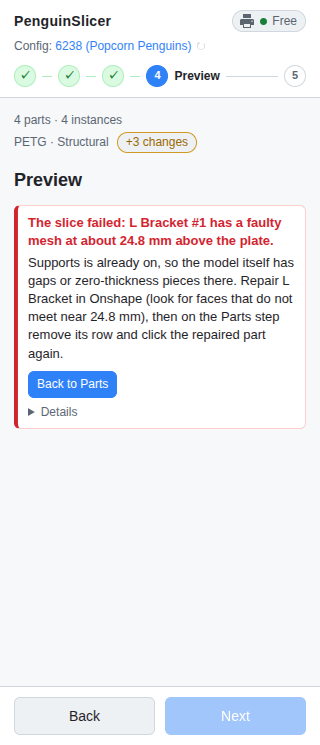 PenguinSlicer
Free
Config: 6238 (Popcorn Penguins)
4
Preview
5
4 parts · 4 instances
PETG · Structural
+3 changes
Preview
The slice failed: L Bracket #1 has a faulty
mesh at about 24.8 mm above the plate.
Supports is already on, so the model itself has
gaps or zero-thickness pieces there. Repair L
Bracket in Onshape (look for faces that do not
meet near 24.8 mm), then on the Parts step
remove its row and click the repaired part
again.
Back to Parts
Details
Back
Next